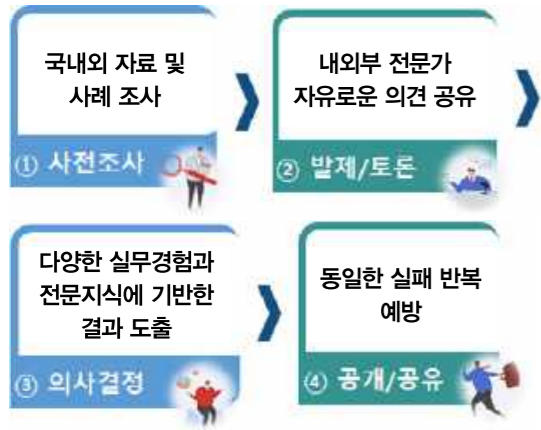 국내외 자료 및
사례 조사
① 사전조사
내외부 전문가
자유로운 의견 공유
② 발제/토론
다양한 실무경험과
전문지식에 기반한
결과 도출
③ 의사결정
동일한 실패 반복
예방
④ 공개/공유